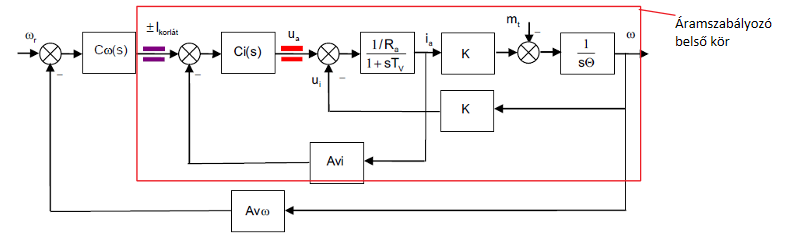 ±Ikorlát
mt
Áramszabályozó
belső kör
ωr
Cω(s)
Ci(s)
ua
ui
1/Ra
1+sTv
ia
K
1
sΘ
ω
K
Avi
Avω